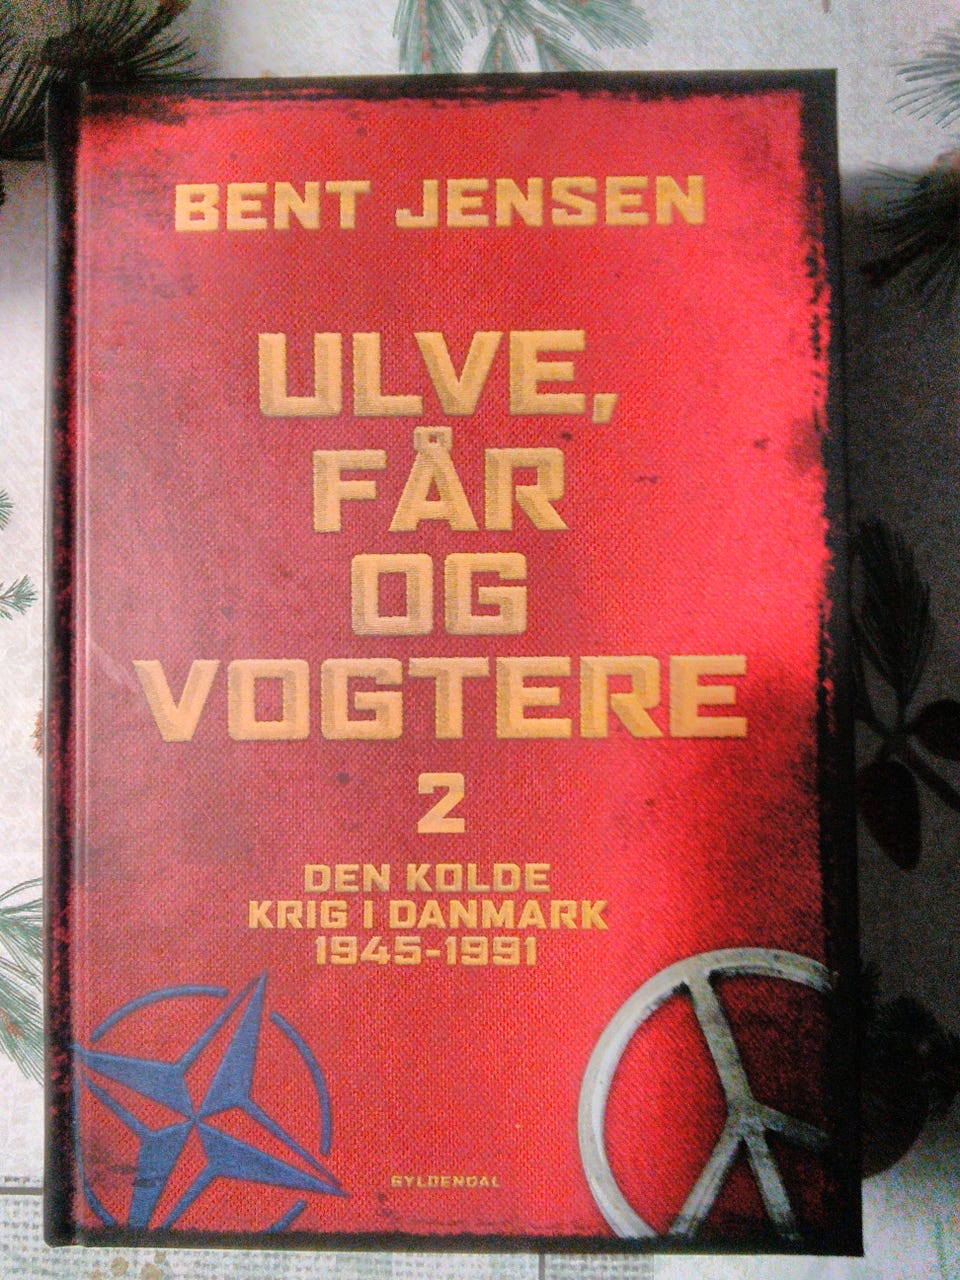 BENT JENSEN
ULVE,
FÅR
OG
VOGTERE
2
DEN KOLDE
KRIG I DANMARK
1945-1991
GYLDENDAL